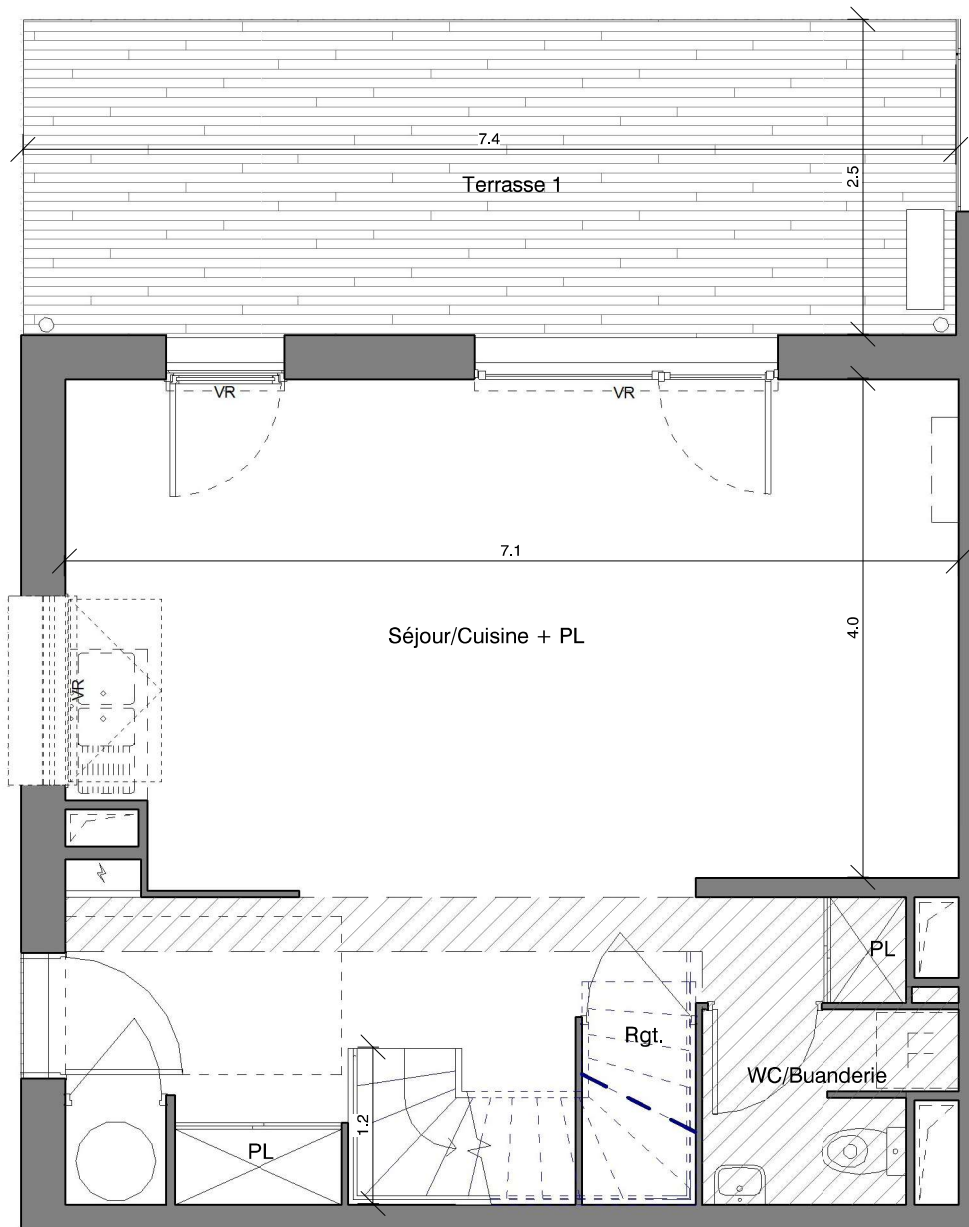 7.4
Terrasse 1
2.5
VR
VR
7.1
Séjour/Cuisine + PL
4.0
VR
PL
Rgt.
WC/Buanderie
1.2
PL